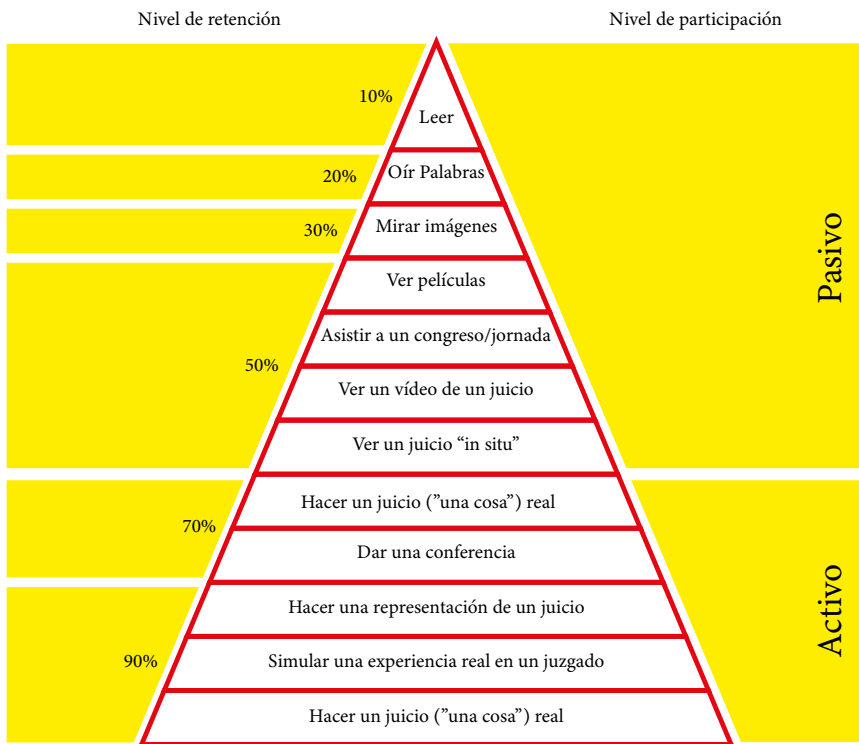 Nivel de retención
Nivel de participación
10%
Leer
20%
Oír Palabras
30%
Mirar imágenes
Ver películas
Pasivo
Asistir a un congreso/jornada
50%
Ver un vídeo de un juicio
Ver un juicio “in situ”
Hacer un juicio (”una cosa”) real
70%
Dar una conferencia
Hacer una representación de un juicio
Activo
90%
Simular una experiencia real en un juzgado
Hacer un juicio (”una cosa”) real